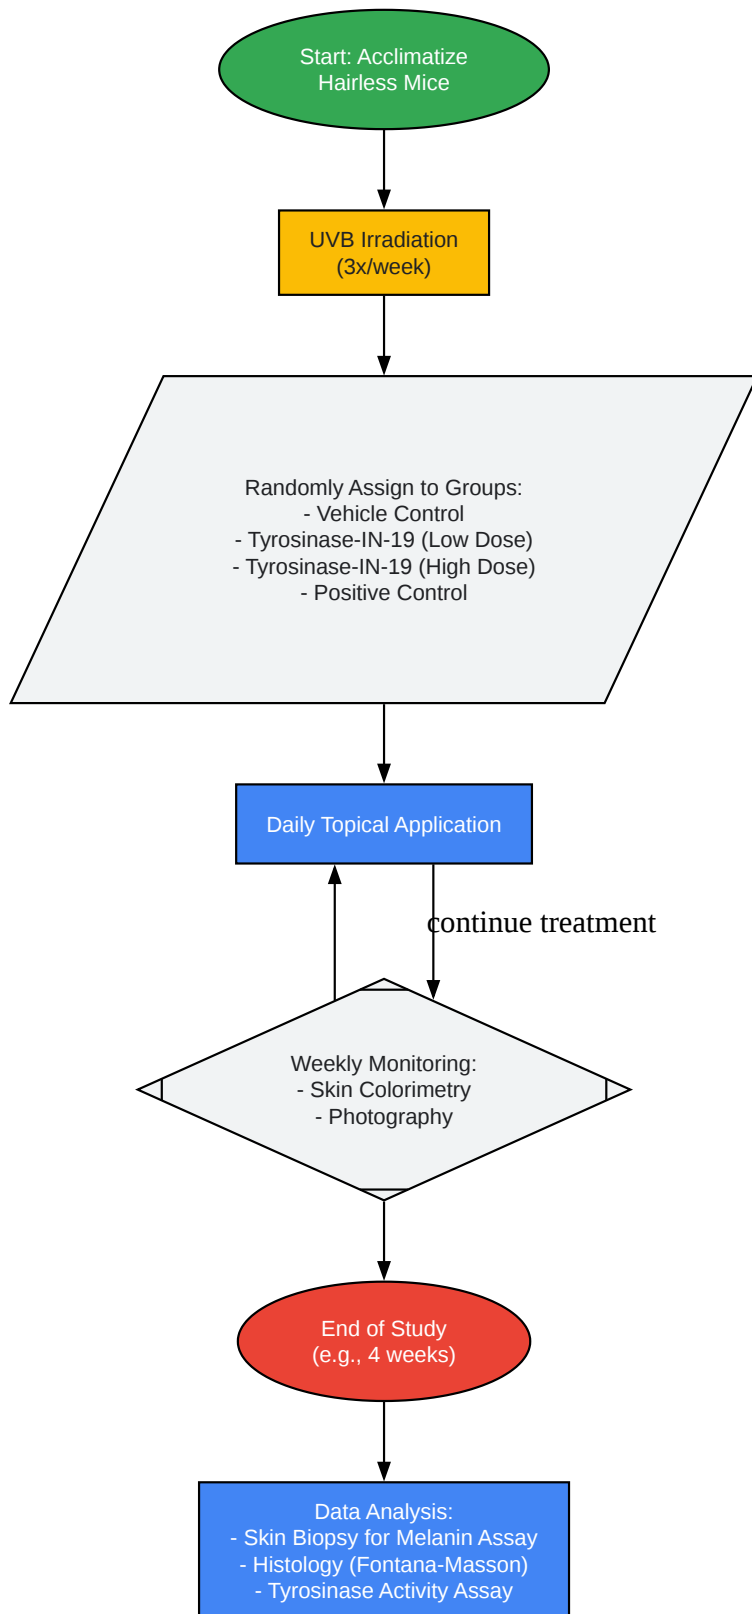 Start: Acclimatize
Hairless Mice
UVB Irradiation
(3x/week)
Randomly Assign to Groups:
- Vehicle Control
- Tyrosinase-IN-19 (Low Dose)
- Tyrosinase-IN-19 (High Dose)
- Positive Control
Daily Topical Application
continue treatment
Weekly Monitoring:
- Skin Colorimetry
- Photography
End of Study
(e.g., 4 weeks)
Data Analysis:
- Skin Biopsy for Melanin Assay
- Histology (Fontana-Masson)
- Tyrosinase Activity Assay